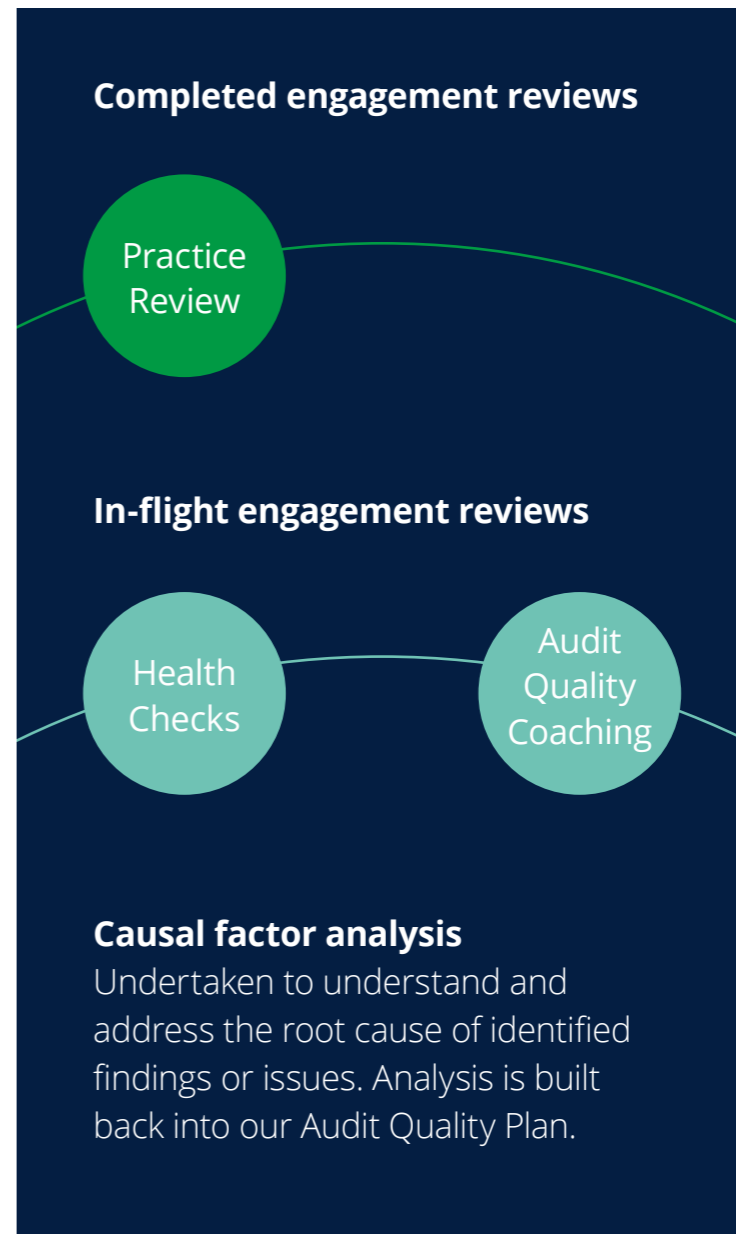 Completed engagement reviews
Practice
Review
In-flight engagement reviews
Health
Checks
Audit
Quality
Coaching
Causal factor analysis
Undertaken to understand and
address the root cause of identified
findings or issues. Analysis is built
back into our Audit Quality Plan.